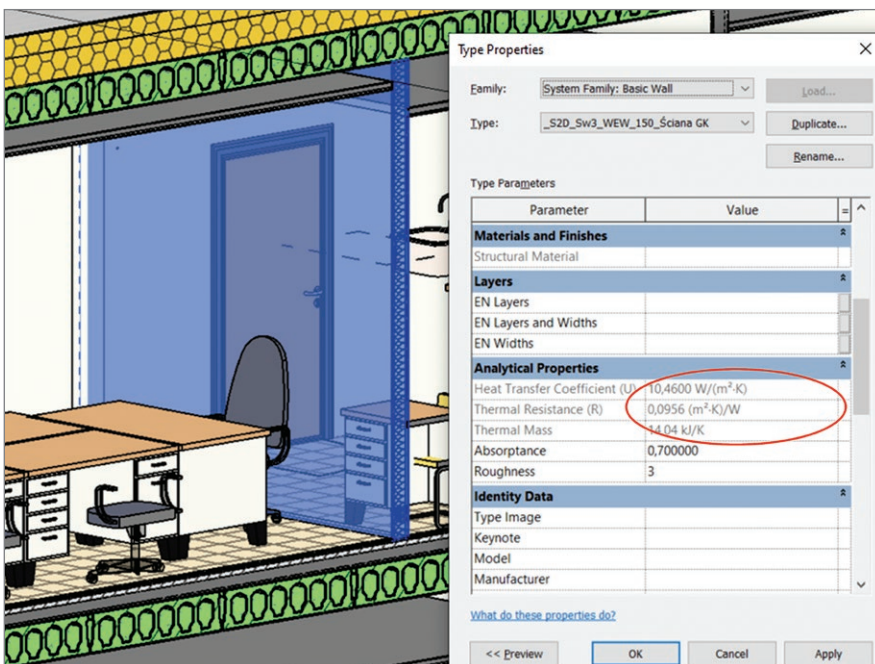 Type Properties
Family: System Family: Basic Wall Load...
Type: _S2D_Sw3_WEW_150_Ściana GK Duplicate...
Rename...
Type Parameters
Parameter Value =
Materials and Finishes
Structural Material
Layers
EN Layers
EN Layers and Widths
EN Widths
Analytical Properties
Heat Transfer Coefficient (U) 10,4600 W/(m²·K)
Thermal Resistance (R) 0,0956 (m²·K)/W
Thermal Mass 14.04 kJ/K
Absorptance 0,700000
Roughness 3
Identity Data
Type Image
Keynote
Model
Manufacturer
What do these properties do?
<< Preview OK Cancel Apply